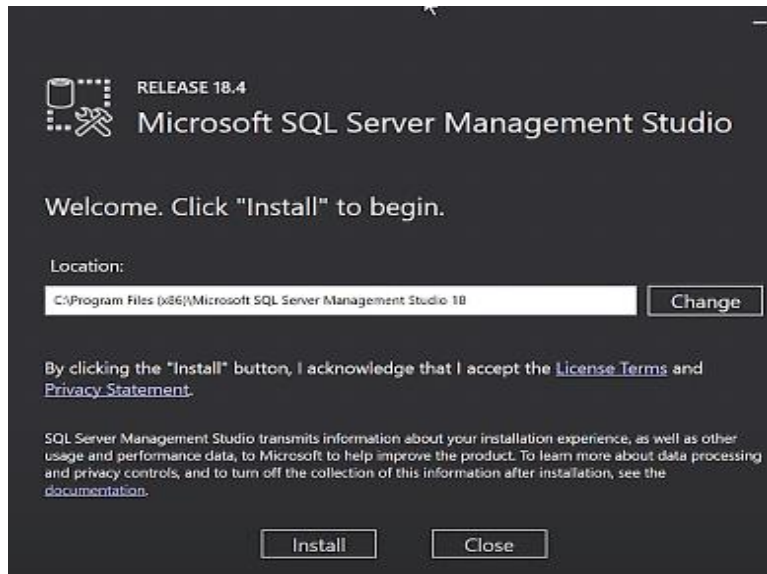 RELEASE 18.4
Microsoft SQL Server Management Studio
Welcome. Click "Install" to begin.
Location:
C:\Program Files (x86)\Microsoft SQL Server Management Studio 18
Change
By clicking the "Install" button, I acknowledge that I accept the License Terms and
Privacy Statement.
SQL Server Management Studio transmits information about your installation experience, as well as other
usage and performance data, to Microsoft to help improve the product. To learn more about data processing
and privacy controls, and to turn off the collection of this information after installation, see the
documentation.
Install Close